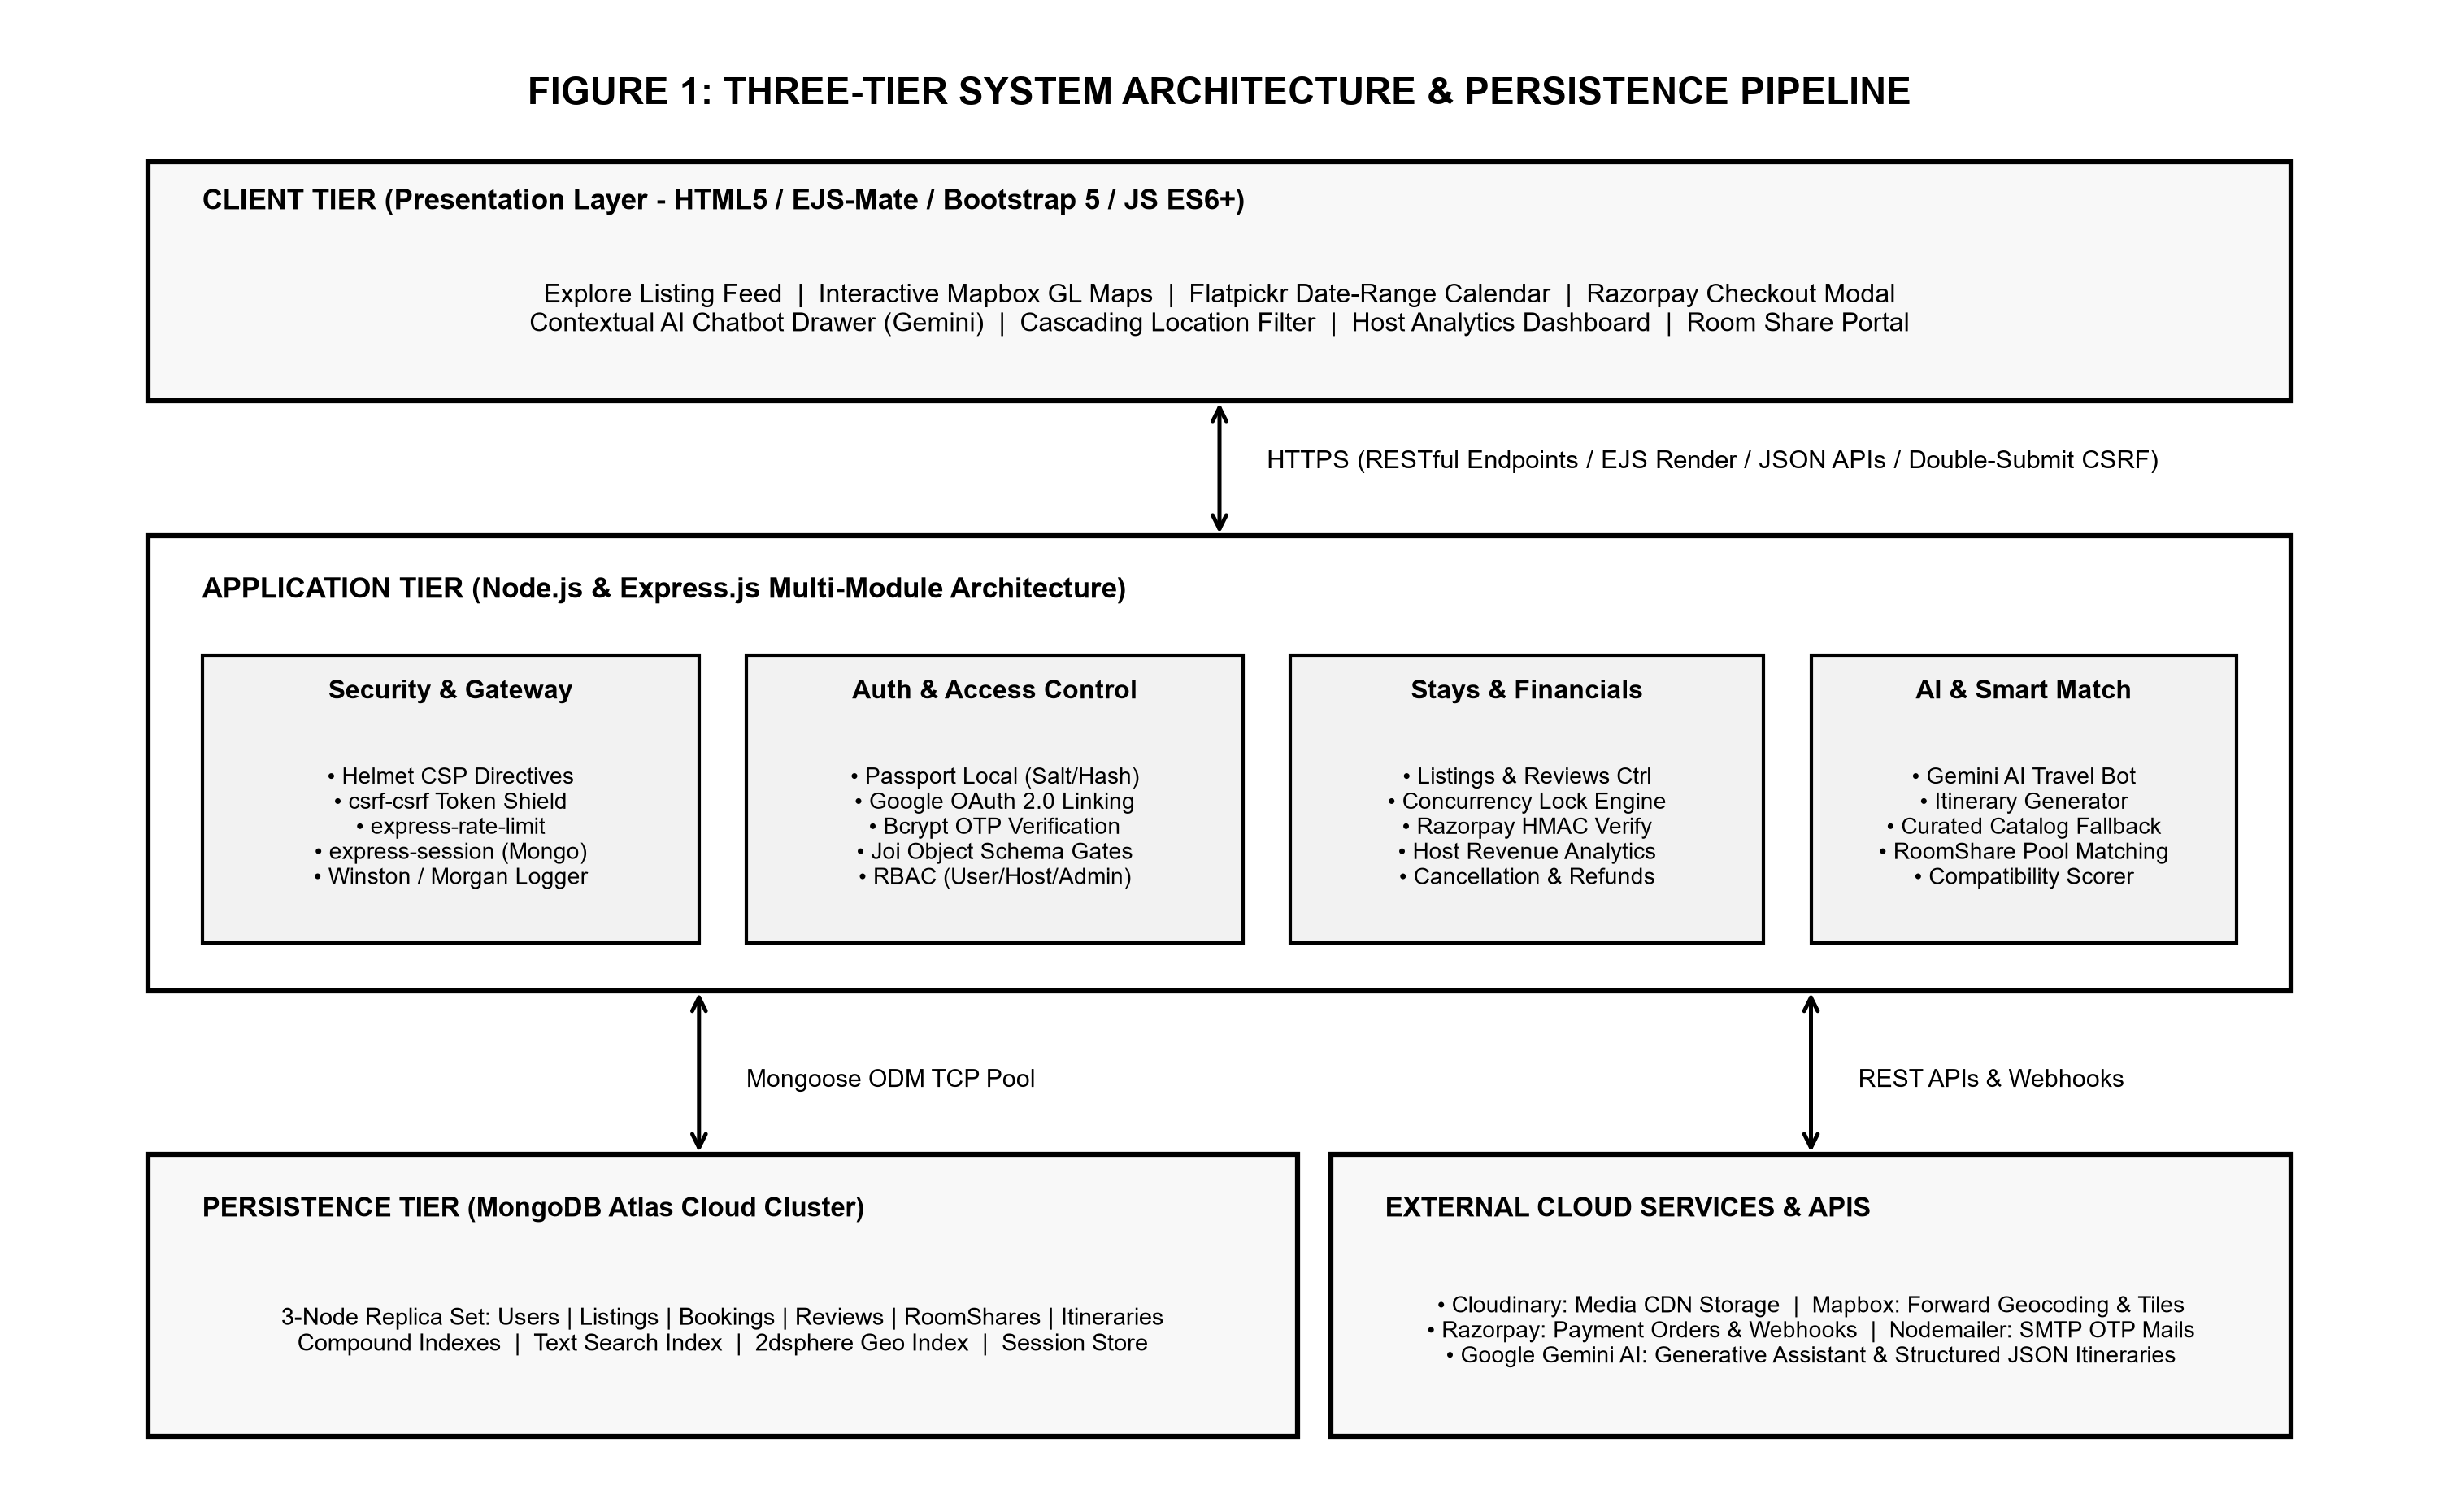 FIGURE 1: THREE-TIER SYSTEM ARCHITECTURE & PERSISTENCE PIPELINE
CLIENT TIER (Presentation Layer - HTML5 / EJS-Mate / Bootstrap 5 / JS ES6+)
Explore Listing Feed | Interactive Mapbox GL Maps | Flatpickr Date-Range Calendar | Razorpay Checkout Modal
Contextual AI Chatbot Drawer (Gemini) | Cascading Location Filter | Host Analytics Dashboard | Room Share Portal
HTTPS (RESTful Endpoints / EJS Render / JSON APIs / Double-Submit CSRF)
APPLICATION TIER (Node.js & Express.js Multi-Module Architecture)
Security & Gateway
• Helmet CSP Directives
• csrf-csrf Token Shield
• express-rate-limit
• express-session (Mongo)
• Winston / Morgan Logger
Auth & Access Control
• Passport Local (Salt/Hash)
• Google OAuth 2.0 Linking
• Bcrypt OTP Verification
• Joi Object Schema Gates
• RBAC (User/Host/Admin)
Stays & Financials
• Listings & Reviews Ctrl
• Concurrency Lock Engine
• Razorpay HMAC Verify
• Host Revenue Analytics
• Cancellation & Refunds
AI & Smart Match
• Gemini AI Travel Bot
• Itinerary Generator
• Curated Catalog Fallback
• RoomShare Pool Matching
• Compatibility Scorer
Mongoose ODM TCP Pool
REST APIs & Webhooks
PERSISTENCE TIER (MongoDB Atlas Cloud Cluster)
3-Node Replica Set: Users | Listings | Bookings | Reviews | RoomShares | Itineraries
Compound Indexes | Text Search Index | 2dsphere Geo Index | Session Store
EXTERNAL CLOUD SERVICES & APIS
• Cloudinary: Media CDN Storage | Mapbox: Forward Geocoding & Tiles
• Razorpay: Payment Orders & Webhooks | Nodemailer: SMTP OTP Mails
• Google Gemini AI: Generative Assistant & Structured JSON Itineraries